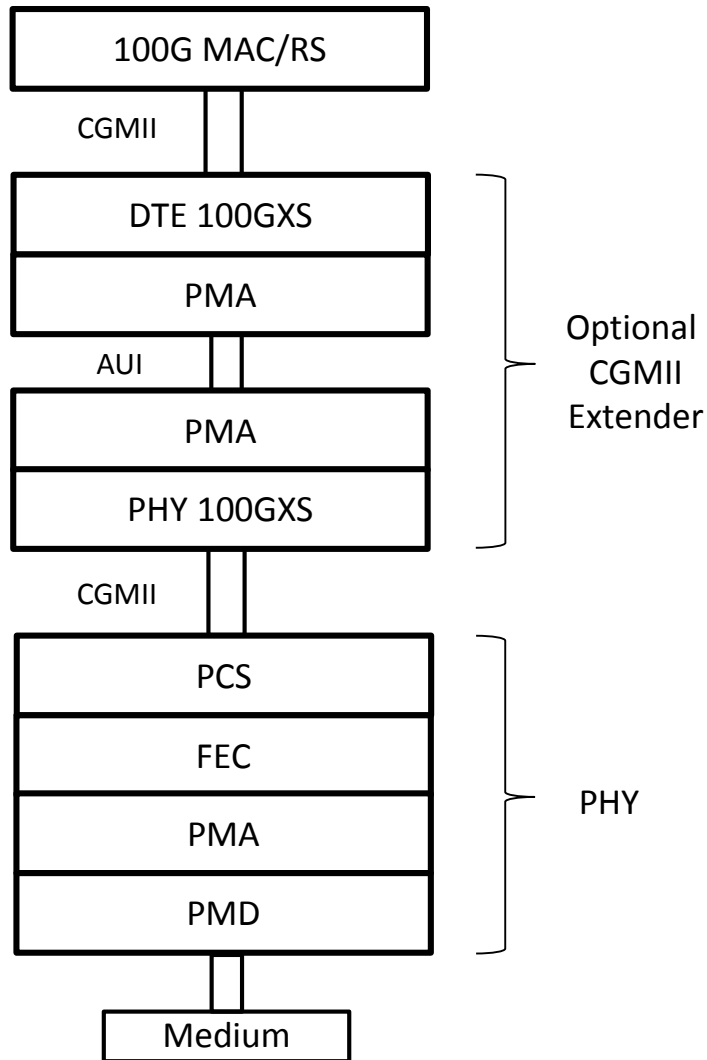 100G MAC/RS
CGMII
DTE 100GXS
PMA
AUI
PMA
PHY 100GXS
Optional
CGMII
Extender
CGMII
PCS
FEC
PMA
PMD
PHY
Medium